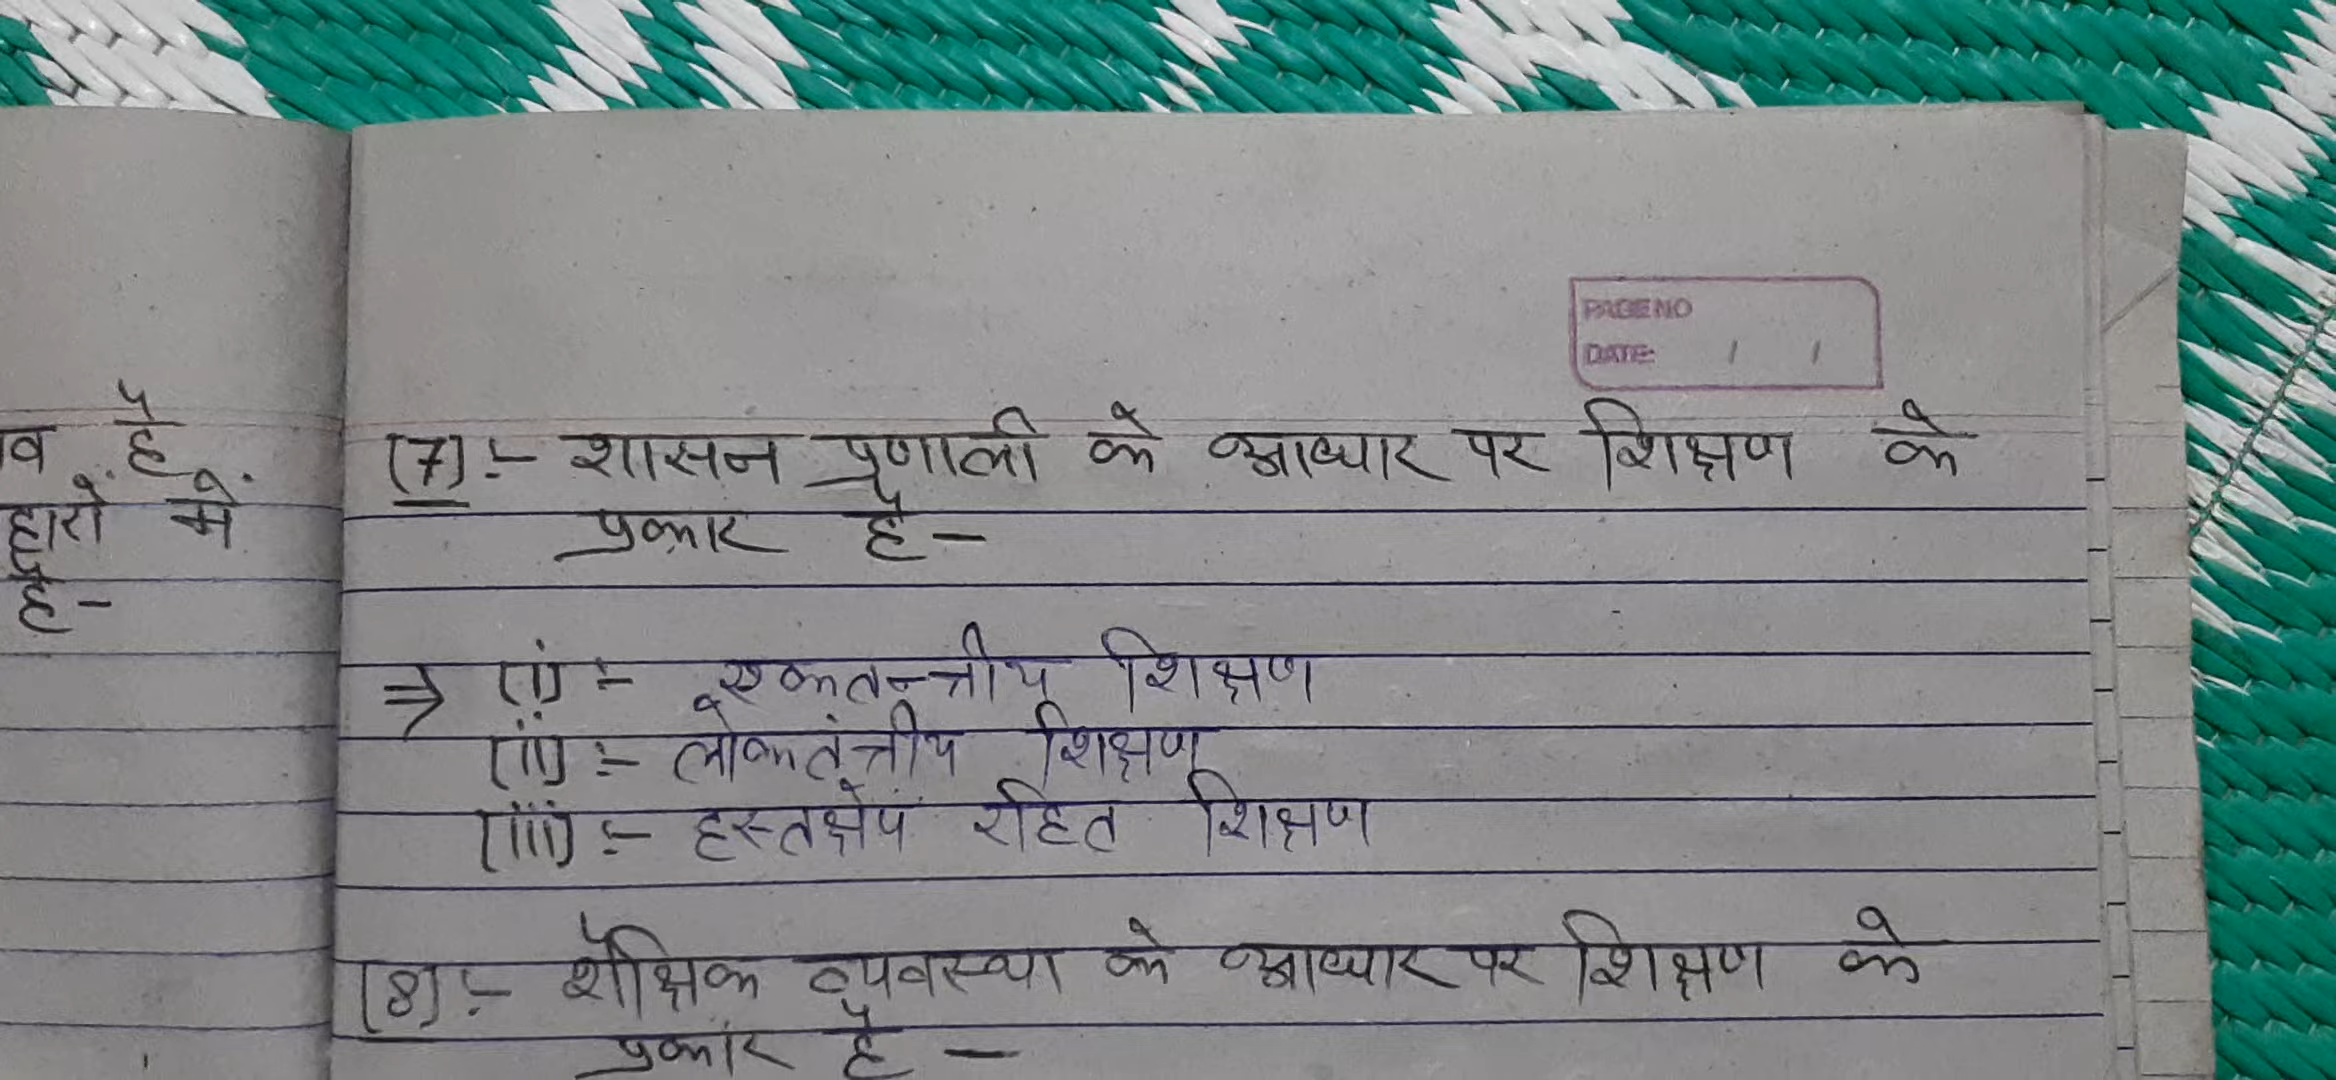 है
हारों में
है-
PAGE NO
DATE: / /
(7):- शासन प्रणाली के आधार पर शिक्षण के
प्रकार है-
⇒ (i):- एकतन्त्रीय शिक्षण
(ii):- लोकतंत्रीय शिक्षण
(iii):- हस्तक्षेप रहित शिक्षण
(8):- शैक्षिक व्यवस्था के आधार पर शिक्षण के
प्रकार है-